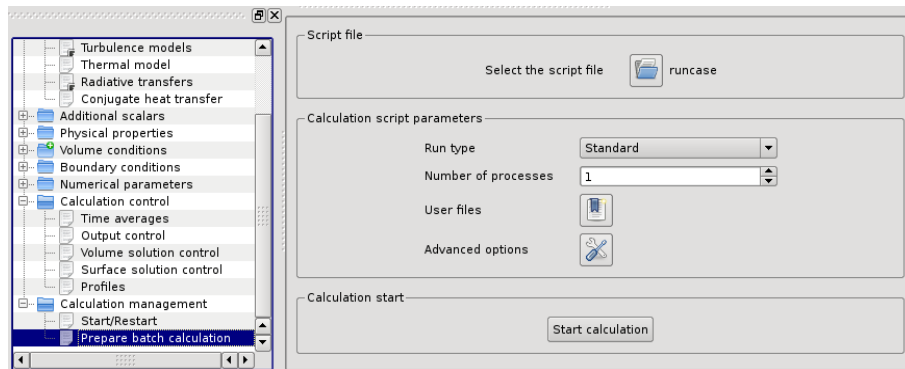 Turbulence models
Thermal model
Radiative transfers
Conjugate heat transfer
Additional scalars
Physical properties
Volume conditions
Boundary conditions
Numerical parameters
Calculation control
Time averages
Output control
Volume solution control
Surface solution control
Profiles
Calculation management
Start/Restart
Prepare batch calculation
Script file
Select the script file runcase
Calculation script parameters
Run type Standard
Number of processes 1
User files
Advanced options
Calculation start
Start calculation